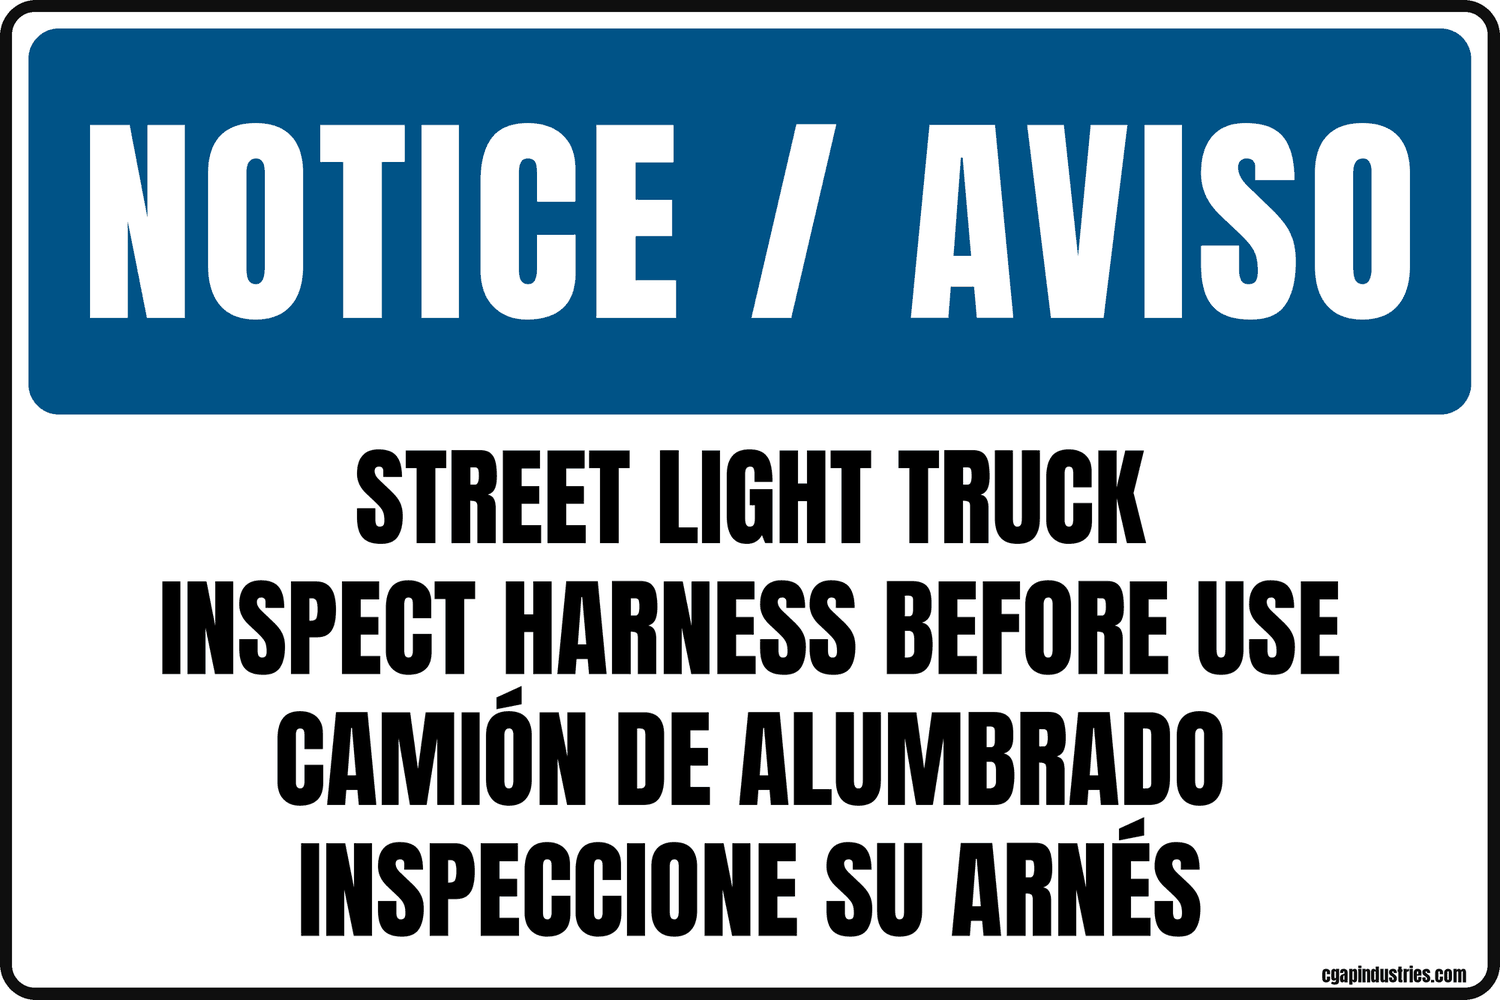 NOTICE / AVISO
STREET LIGHT TRUCK
INSPECT HARNESS BEFORE USE
CAMIÓN DE ALUMBRADO
INSPECCIONE SU ARNÉS
cgapindustries.com